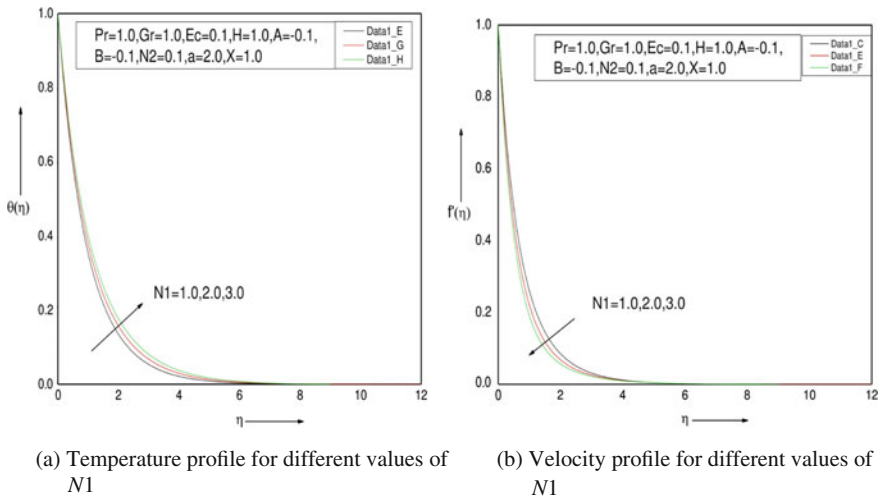 Pr=1.0,Gr=1.0,Ec=0.1,H=1.0,A=-0.1,
B=-0.1,N2=0.1,a=2.0,X=1.0
Data1_E
Data1_G
Data1_H
1.0
0.8
0.6
0.4
0.2
0.0
θ(η)
N1=1.0,2.0,3.0
0
2
4
6
8
10
12
η
(a) Temperature profile for different values of
N1
Pr=1.0,Gr=1.0,Ec=0.1,H=1.0,A=-0.1,
B=-0.1,N2=0.1,a=2.0,X=1.0
Data1_C
Data1_E
Data1_F
1.0
0.8
0.6
0.4
0.2
0.0
f'(η)
N1=1.0,2.0,3.0
0
2
4
6
8
10
12
η
(b) Velocity profile for different values of
N1